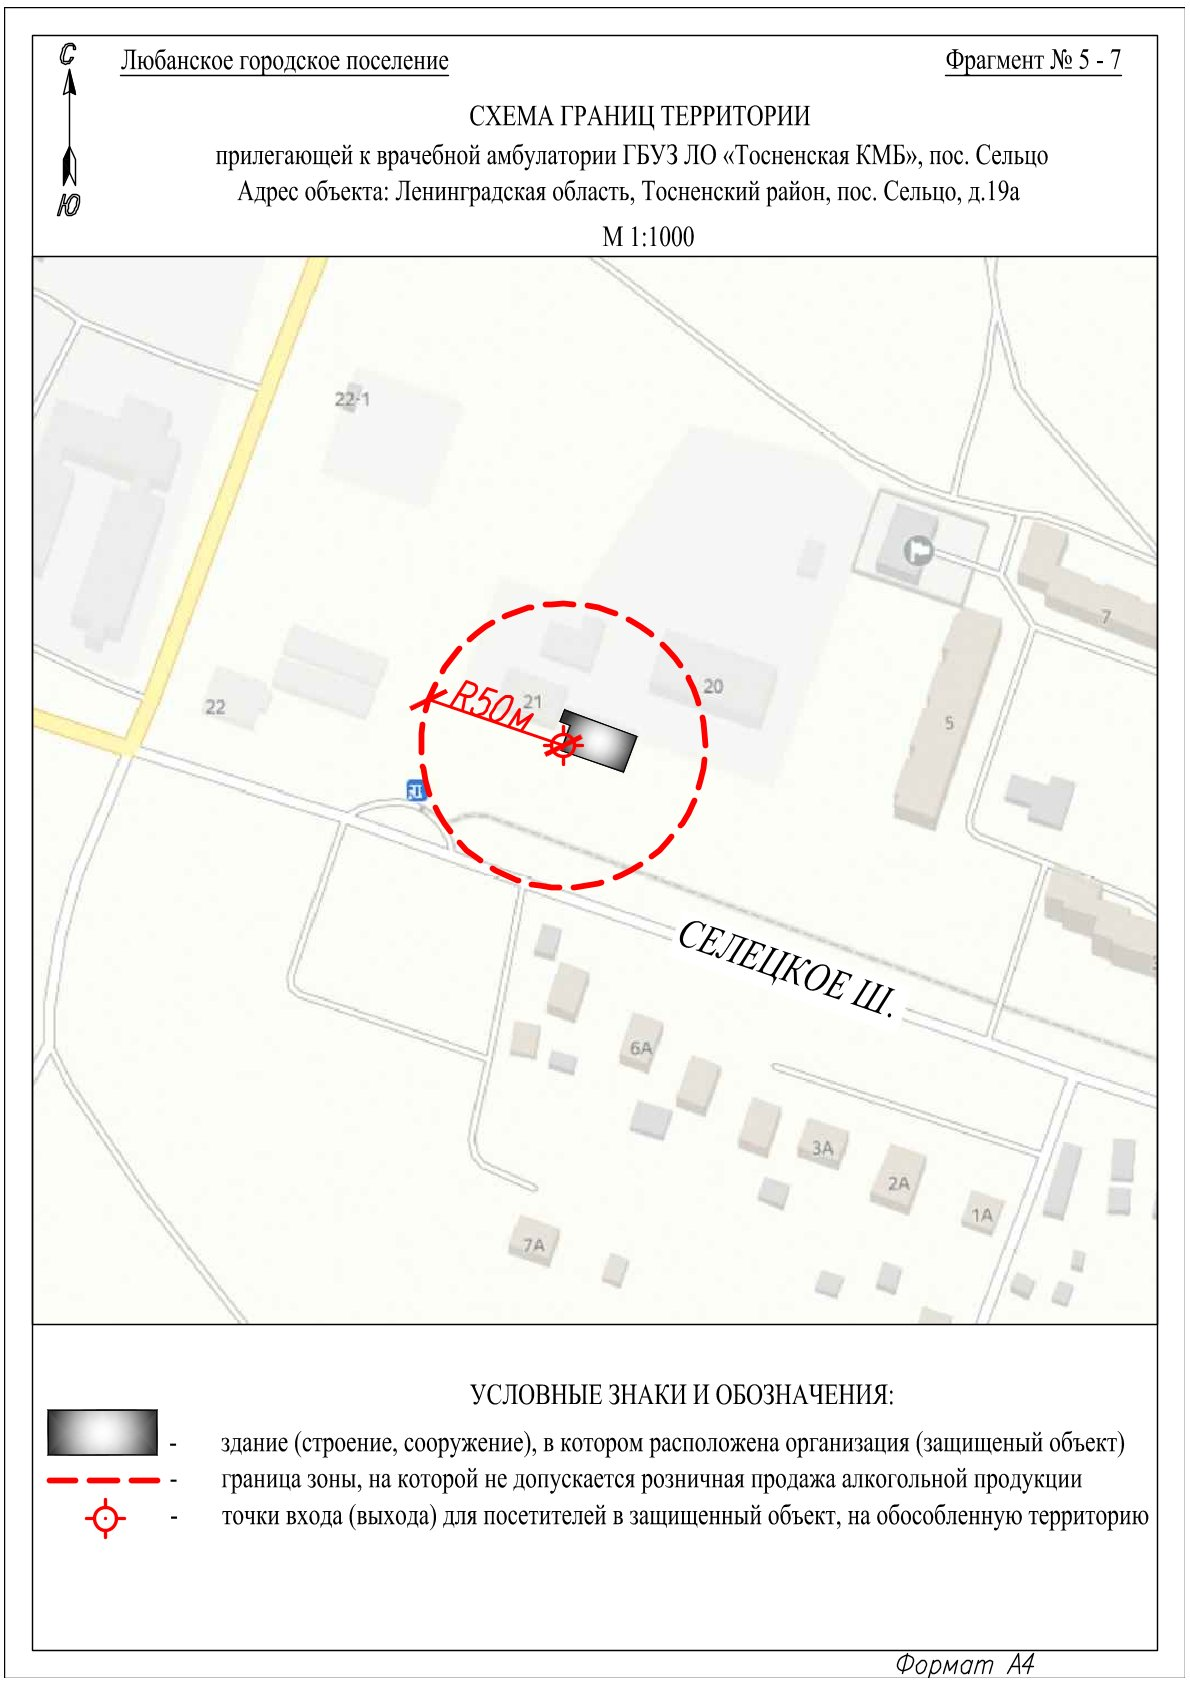 С
Любанское городское поселение
Фрагмент № 5 - 7
СХЕМА ГРАНИЦ ТЕРРИТОРИИ
прилегающей к врачебной амбулатории ГБУЗ ЛО «Тосненская КМБ», пос. Сельцо
Адрес объекта: Ленинградская область, Тосненский район, пос. Сельцо, д.19а
Ю
М 1:1000
22-1
7
20
21
R50м
22
5
СЕЛЕЦКОЕ Ш.
6А
3А
2А
1А
7А
УСЛОВНЫЕ ЗНАКИ И ОБОЗНАЧЕНИЯ:
- здание (строение, сооружение), в котором расположена организация (защищеный объект)
- граница зоны, на которой не допускается розничная продажа алкогольной продукции
- точки входа (выхода) для посетителей в защищенный объект, на обособленную территорию
Формат А4